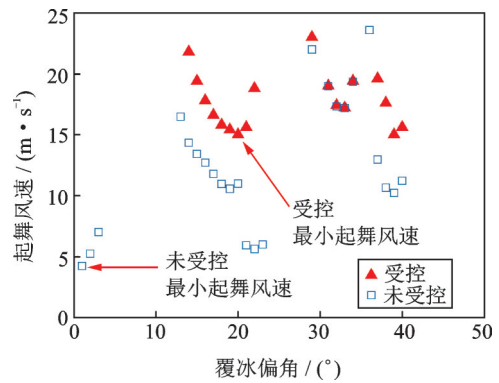 25
20
15
10
5
0
起舞风速 / (m·s⁻¹)
受控
最小起舞风速
未受控
最小起舞风速
受控
未受控
0 10 20 30 40 50
覆冰偏角 / (°)